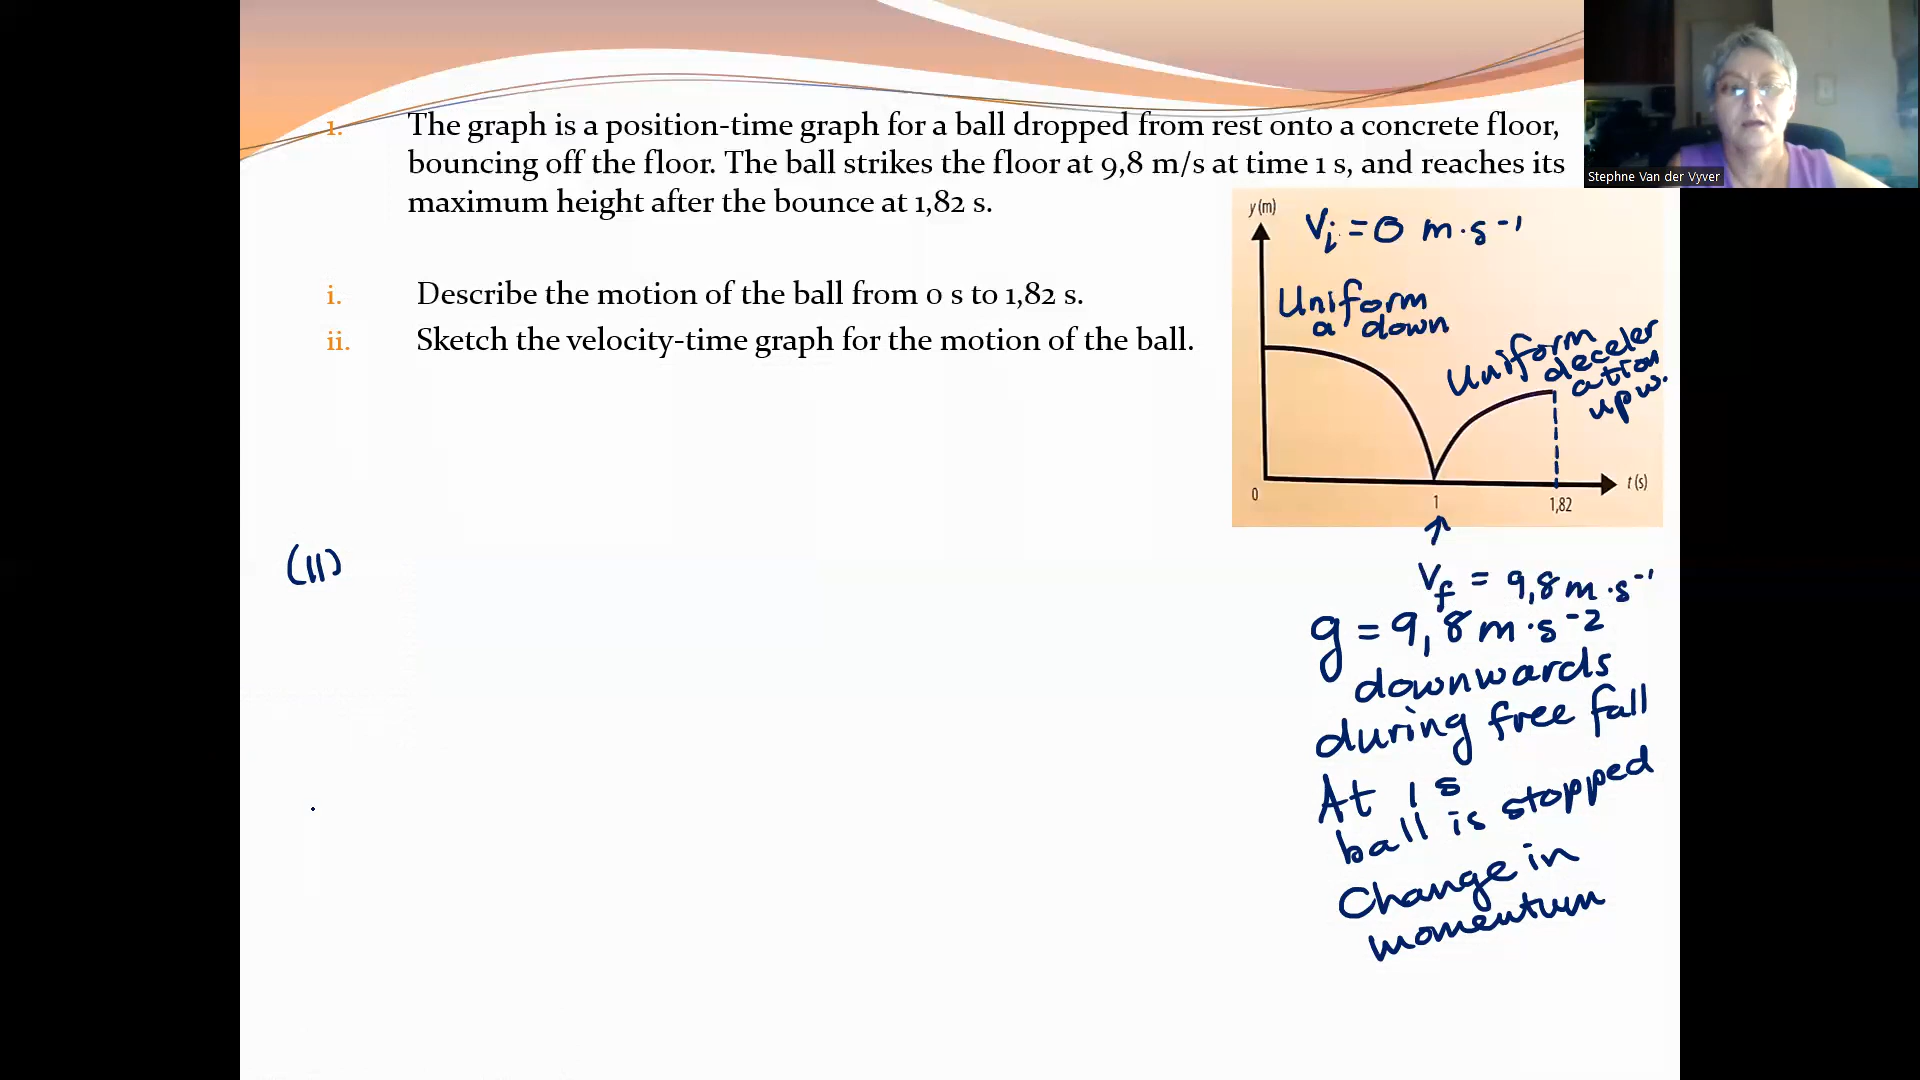 1. The graph is a position-time graph for a ball dropped from rest onto a concrete floor,
bouncing off the floor. The ball strikes the floor at 9,8 m/s at time 1 s, and reaches its
maximum height after the bounce at 1,82 s.
Stephne Van der Vyver
i. Describe the motion of the ball from 0 s to 1,82 s.
ii. Sketch the velocity-time graph for the motion of the ball.
y (m)
Vi = 0 m·s⁻¹
Uniform
a down
Uniform
deceler
ation
upw.
0
1
1,82
t (s)
(II)
Vf = 9,8 m·s⁻¹
g = 9,8 m·s⁻²
downwards
during free fall
At 1 s
ball is stopped
Change in
momentum